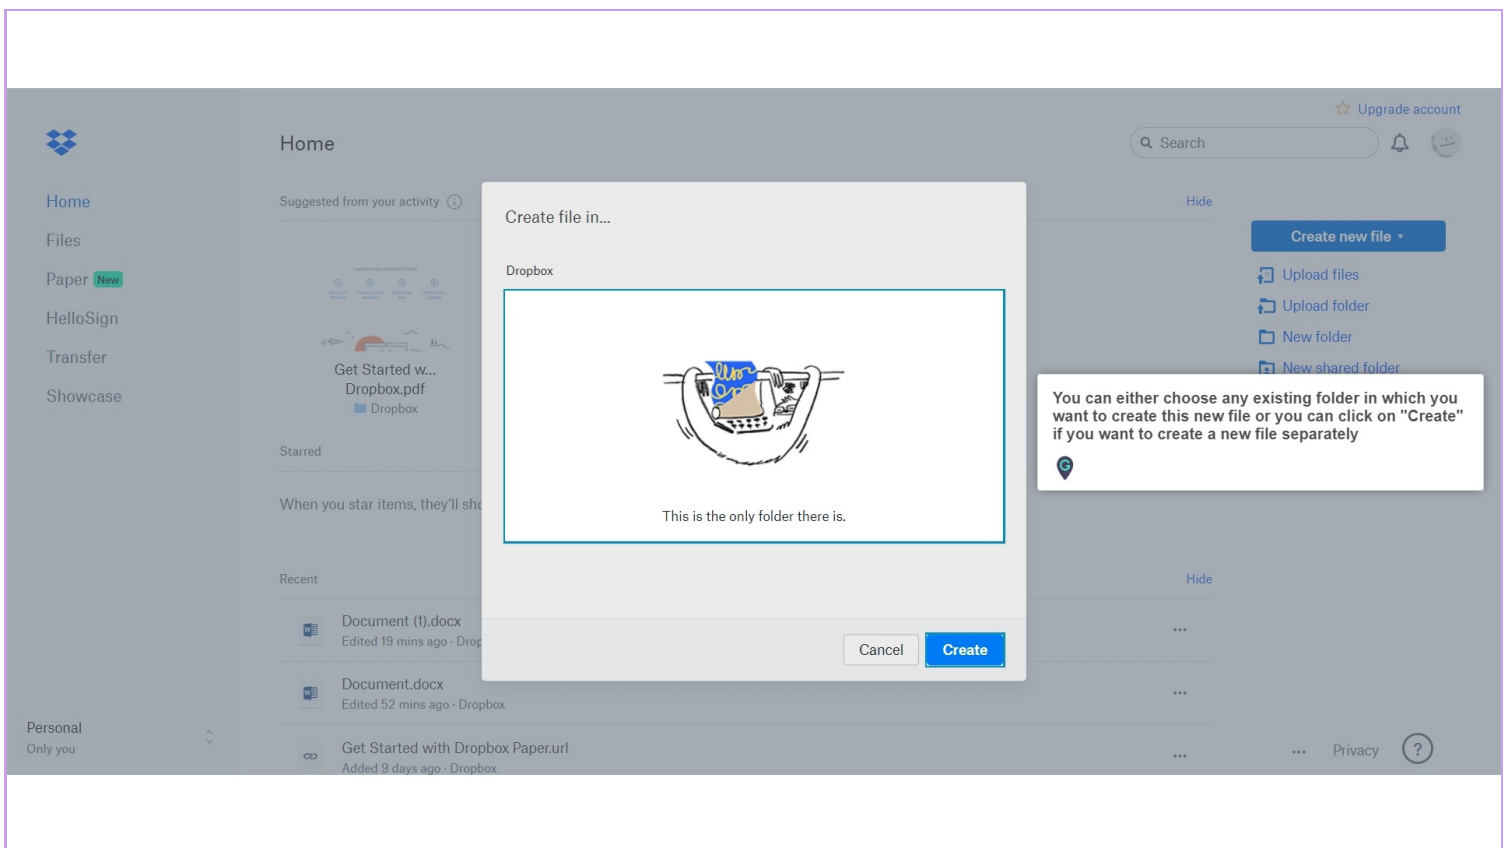 Upgrade account
Home
Search
Home
Files
Paper New
HelloSign
Transfer
Showcase
Suggested from your activity
Hide
Get Started w...
Dropbox.pdf
Dropbox
Starred
When you star items, they'll sho
Recent
Hide
Document (1).docx
Edited 19 mins ago · Drop
Document.docx
Edited 52 mins ago · Dropbox
Get Started with Dropbox Paper.url
Added 9 days ago · Dropbox
Create file in...
Dropbox
This is the only folder there is.
Cancel
Create
Create new file
Upload files
Upload folder
New folder
New shared folder
You can either choose any existing folder in which you
want to create this new file or you can click on "Create"
if you want to create a new file separately
G
Personal
Only you
Privacy
?